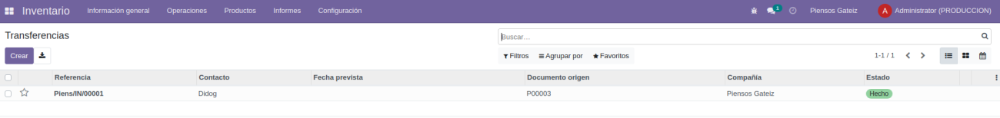 Inventario Información general Operaciones Productos Informes Configuración 1 Piensos Gateiz A Administrator (PRODUCCION)
Transferencias Buscar...
Crear Filtros Agrupar por Favoritos 1-1 / 1
Referencia Contacto Fecha prevista Documento origen Compañía Estado
Piens/IN/00001 Didog P00003 Piensos Gateiz Hecho